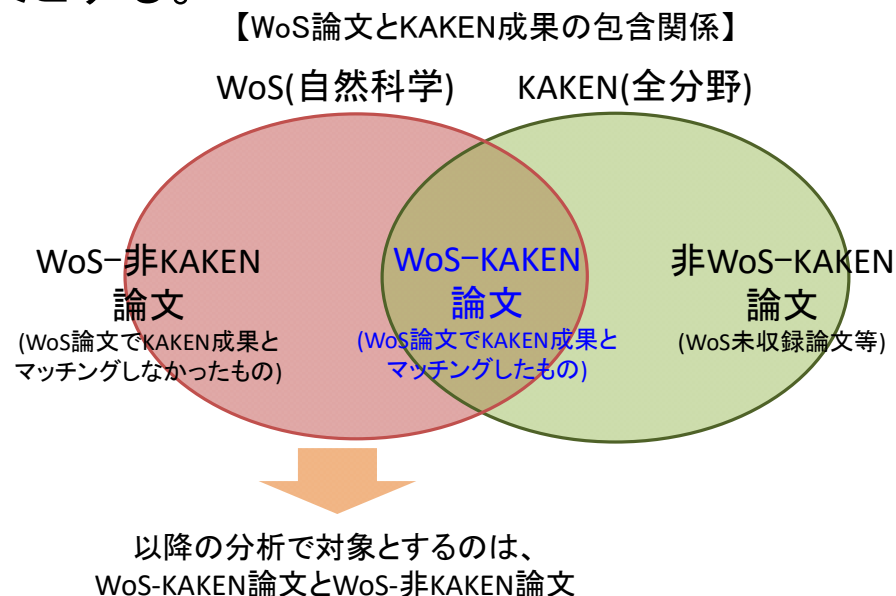 【WoS論文とKAKEN成果の包含関係】
WoS(自然科学) KAKEN(全分野)
WoS−非KAKEN
論文
(WoS論文でKAKEN成果と
マッチングしなかったもの)
WoS−KAKEN
論文
(WoS論文でKAKEN成果と
マッチングしたもの)
非WoS−KAKEN
論文
(WoS未収録論文等)
以降の分析で対象とするのは、
WoS-KAKEN論文とWoS-非KAKEN論文